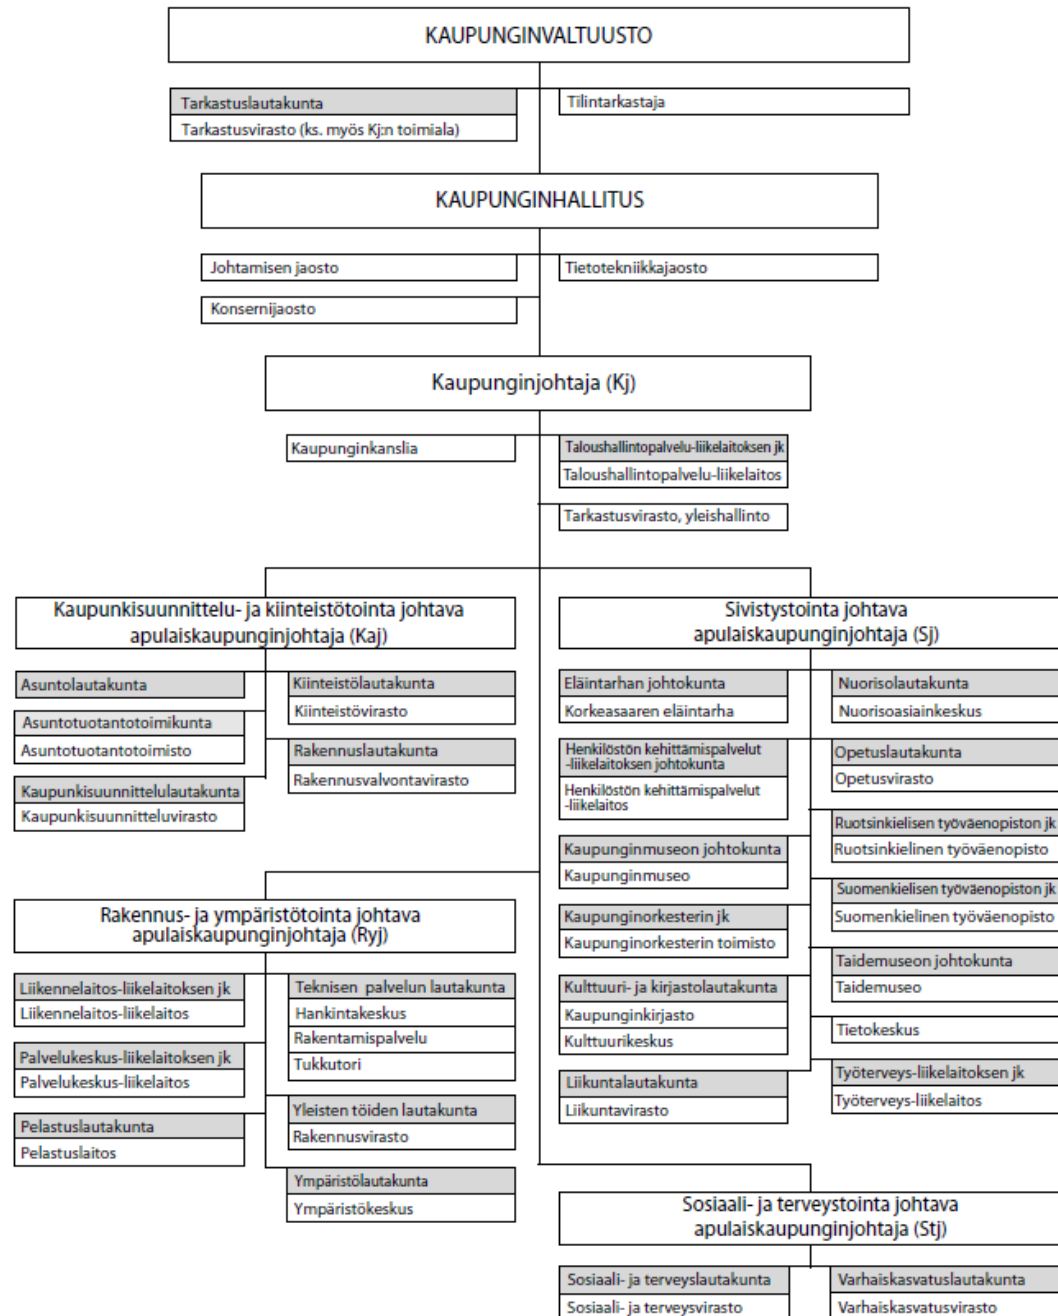 KAUPUNGINVALTUUSTO
Tarkastuslautakunta
Tarkastusvirasto (ks. myös Kj:n toimiala)
Tilintarkastaja
KAUPUNGINHALLITUS
Johtamisen jaosto
Tietotekniikkajaosto
Konsernijaosto
Kaupunginjohtaja (Kj)
Kaupunginkanslia
Taloushallintopalvelu-liikelaitoksen jk
Taloushallintopalvelu-liikelaitos
Tarkastusvirasto, yleishallinto
Kaupunkisuunnittelu- ja kiinteistötointa johtava
apulaiskaupunginjohtaja (Kaj)
Asuntolautakunta
Asuntotuotantotoimikunta
Asuntotuotantotoimisto
Kaupunkisuunnittelulautakunta
Kaupunkisuunnitteluvirasto
Kiinteistölautakunta
Kiinteistövirasto
Rakennuslautakunta
Rakennusvalvontavirasto
Sivistystointa johtava
apulaiskaupunginjohtaja (Sj)
Eläintarhan johtokunta
Korkeasaaren eläintarha
Henkilöstön kehittämispalvelut
-liikelaitoksen johtokunta
Henkilöstön kehittämispalvelut
-liikelaitos
Kaupunginmuseon johtokunta
Kaupunginmuseo
Kaupunginorkesterin jk
Kaupunginorkesterin toimisto
Kulttuuri- ja kirjastolautakunta
Kaupunginkirjasto
Kulttuurikeskus
Liikuntalautakunta
Liikuntavirasto
Nuorisolautakunta
Nuorisoasiainkeskus
Opetuslautakunta
Opetusvirasto
Ruotsinkielisen työväenopiston jk
Ruotsinkielinen työväenopisto
Suomenkielisen työväenopiston jk
Suomenkielinen työväenopisto
Taidemuseon johtokunta
Taidemuseo
Tietokeskus
Työterveys-liikelaitoksen jk
Työterveys-liikelaitos
Rakennus- ja ympäristötointa johtava
apulaiskaupunginjohtaja (Ryj)
Liikennelaitos-liikelaitoksen jk
Liikennelaitos-liikelaitos
Palvelukeskus-liikelaitoksen jk
Palvelukeskus-liikelaitos
Pelastuslautakunta
Pelastuslaitos
Teknisen palvelun lautakunta
Hankintakeskus
Rakentamispalvelu
Tukkutori
Yleisten töiden lautakunta
Rakennusvirasto
Ympäristölautakunta
Ympäristökeskus
Sosiaali- ja terveystointa johtava
apulaiskaupunginjohtaja (Stj)
Sosiaali- ja terveyslautakunta
Sosiaali- ja terveysvirasto
Varhaiskasvatuslautakunta
Varhaiskasvatusvirasto